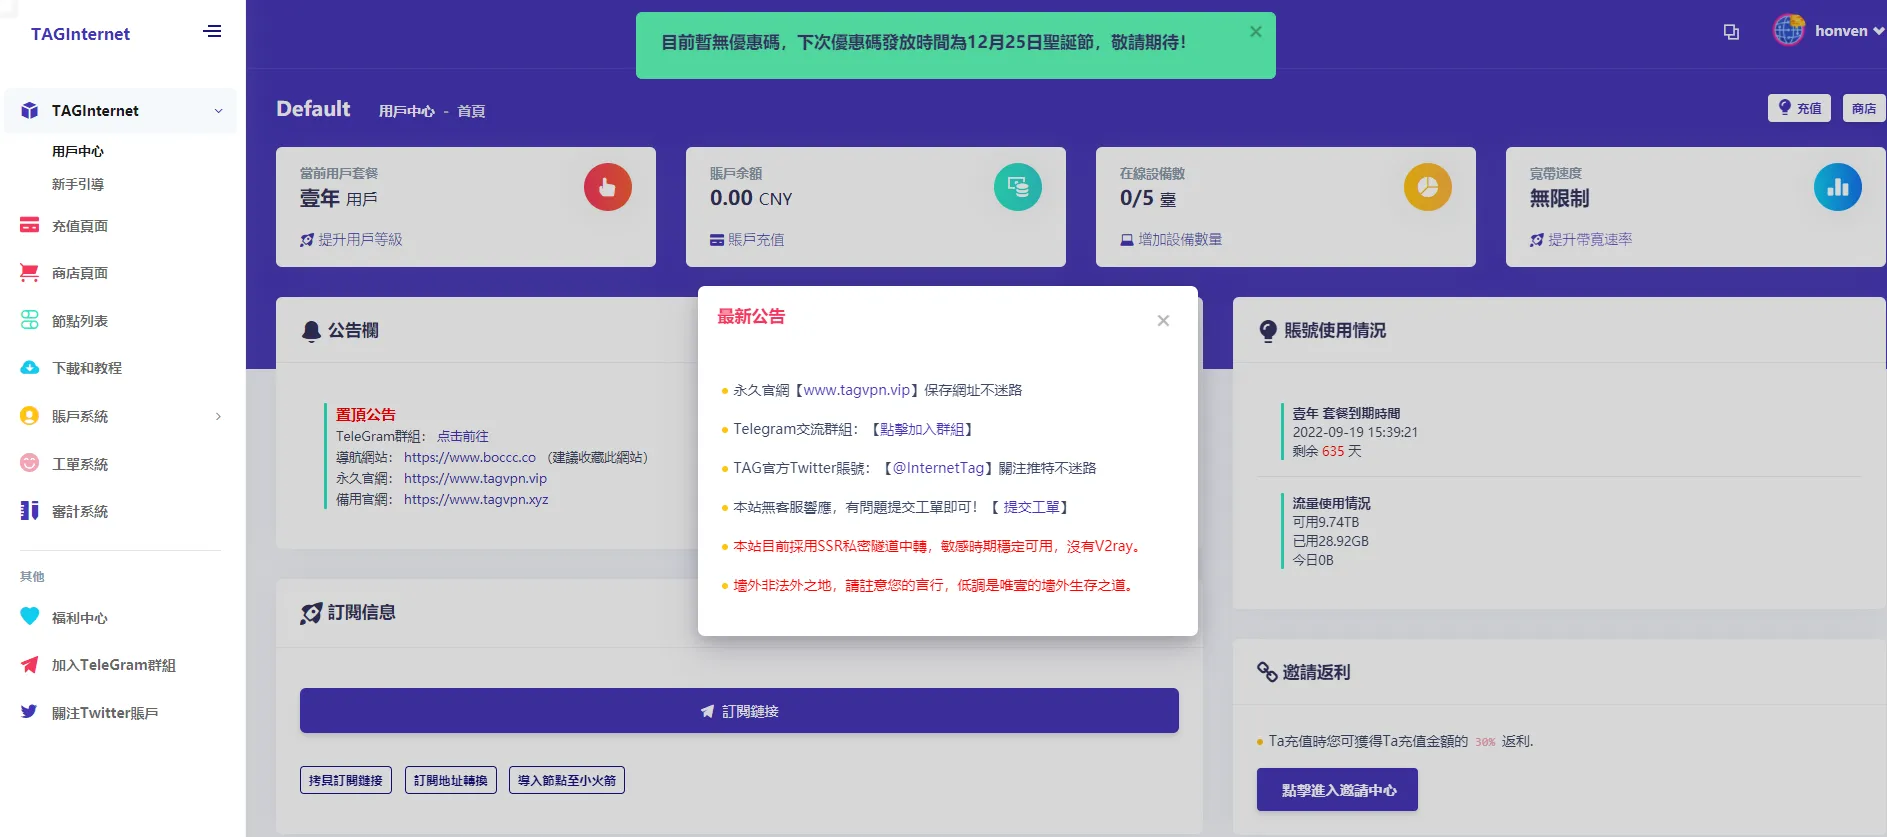 TAGInternet
目前暫無優惠碼，下次優惠碼發放時間為12月25日聖誕節，敬請期待！
×
honven
TAGInternet
用戶中心
新手引導
充值頁面
商店頁面
節點列表
下載和教程
賬戶系統
工單系統
審計系統
其他
福利中心
加入TeleGram群組
關注Twitter賬戶
Default 用戶中心 - 首頁
充值
商店
當前用戶套餐
壹年 用戶
提升用戶等級
賬戶余額
0.00 CNY
賬戶充值
在線設備數
0/5 臺
增加設備數量
寬帶速度
無限制
提升帶寬速率
公告欄
置頂公告
TeleGram群組： 点击前往
導航網站： https://www.boccc.co （建議收藏此網站）
永久官網： https://www.tagvpn.vip
備用官網： https://www.tagvpn.xyz
最新公告
×
永久官網【www.tagvpn.vip】保存網址不迷路
Telegram交流群組：【點擊加入群組】
TAG官方Twitter賬號：【@InternetTag】關注推特不迷路
本站無客服響應，有問題提交工單即可！【 提交工單】
本站目前採用SSR私密隧道中轉，敏感時期穩定可用，沒有V2ray。
墻外非法外之地，請註意您的言行，低調是唯壹的墻外生存之道。
賬號使用情況
壹年 套餐到期時間
2022-09-19 15:39:21
剩余 635 天
流量使用情況
可用9.74TB
已用28.92GB
今日0B
訂閱信息
訂閱鏈接
拷貝訂閱鏈接
訂閱地址轉換
導入節點至小火箭
邀請返利
Ta充值時您可獲得Ta充值金額的 30% 返利.
點擊進入邀請中心